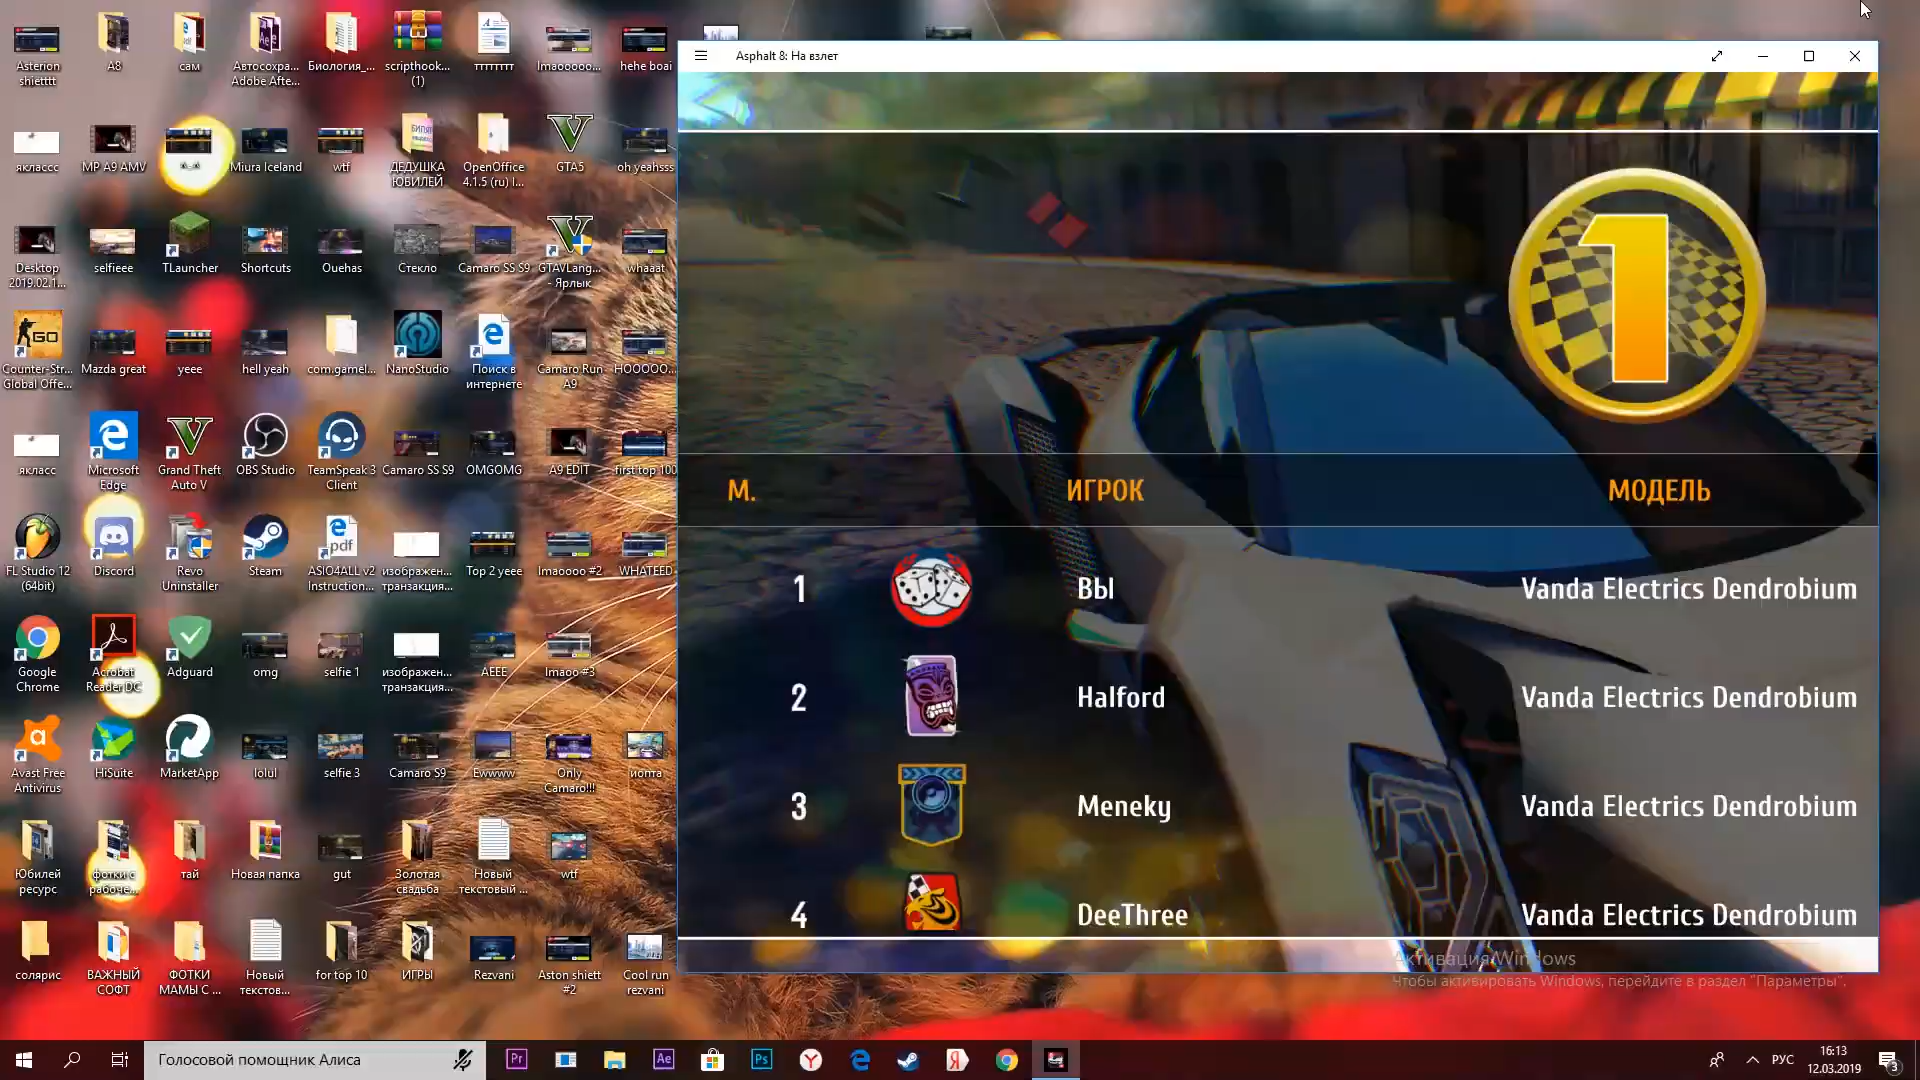 Asterion
shietttt
A8
сам
Автосохра...
Adobe Afte...
Биология_...
scripthook...
(1)
тттттттт
lmaooooo...
hehe boai
якласcс
MP A9 AMV
Miura Iceland
wtf
ДЕДУШКА
ЮБИЛЕЙ
OpenOffice
4.1.5 (ru) I...
GTA5
oh yeahsss
Desktop
2019.02.1...
selfieee
TLauncher
Shortcuts
Ouehas
Стекло
Camaro SS S9
GTAVLang...
- Ярлык
whaaat
Counter-Str...
Global Offe...
Mazda great
yeee
hell yeah
com.gamel...
NanoStudio
Поиск в
интернете
Camaro Run
A9
HOOOOO...
якласс
Microsoft
Edge
Grand Theft
Auto V
OBS Studio
TeamSpeak 3
Client
Camaro SS S9
OMGOMG
A9 EDIT
first top 100
FL Studio 12
(64bit)
Discord
Revo
Uninstaller
Steam
ASIO4ALL v2
Instruction...
изображен...
транзакция...
Top 2 yeee
lmaoooo #2
WHATEED
Google
Chrome
Acrobat
Reader DC
Adguard
omg
selfie 1
изображен...
транзакция...
AEEE
lmaoo #3
Avast Free
Antivirus
HiSuite
MarketApp
lolul
selfie 3
Camaro S9
Ewwww
Only
Camaro!!!
иопта
Юбилей
ресурс
фотки с
рабоче...
тай
Новая папка
gut
Золотая
свадьба
Новый
текстовый ...
wtf
солярис
ВАЖНЫЙ
СОФТ
ФОТКИ
МАМЫ С ...
Новый
текстов...
for top 10
ИГРЫ
Rezvani
Aston shiett
#2
Cool run
rezvani
Asphalt 8: На взлет
1
М. ИГРОК МОДЕЛЬ
1 ВЫ Vanda Electrics Dendrobium
2 Halford Vanda Electrics Dendrobium
3 Meneky Vanda Electrics Dendrobium
4 DeeThree Vanda Electrics Dendrobium
Активация Windows
Чтобы активировать Windows, перейдите в раздел "Параметры".
Голосовой помощник Алиса
РУС
16:13
12.03.2019
3